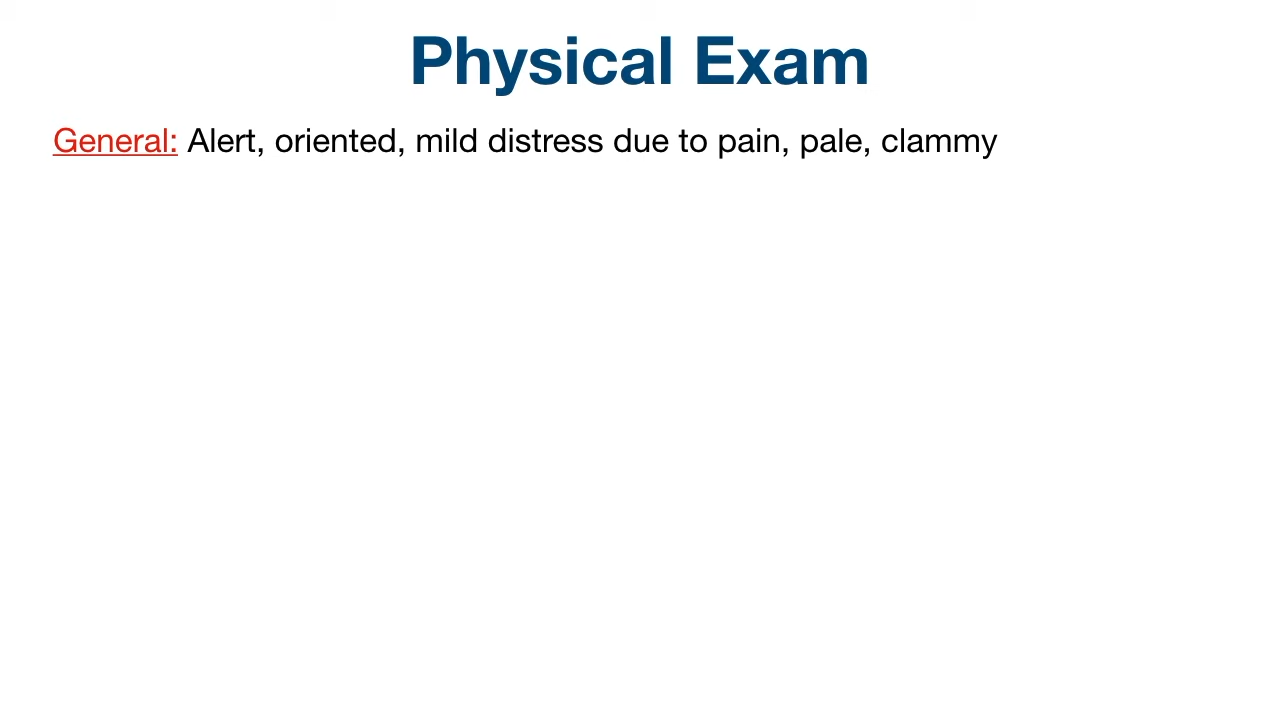 Physical Exam
General: Alert, oriented, mild distress due to pain, pale, clammy